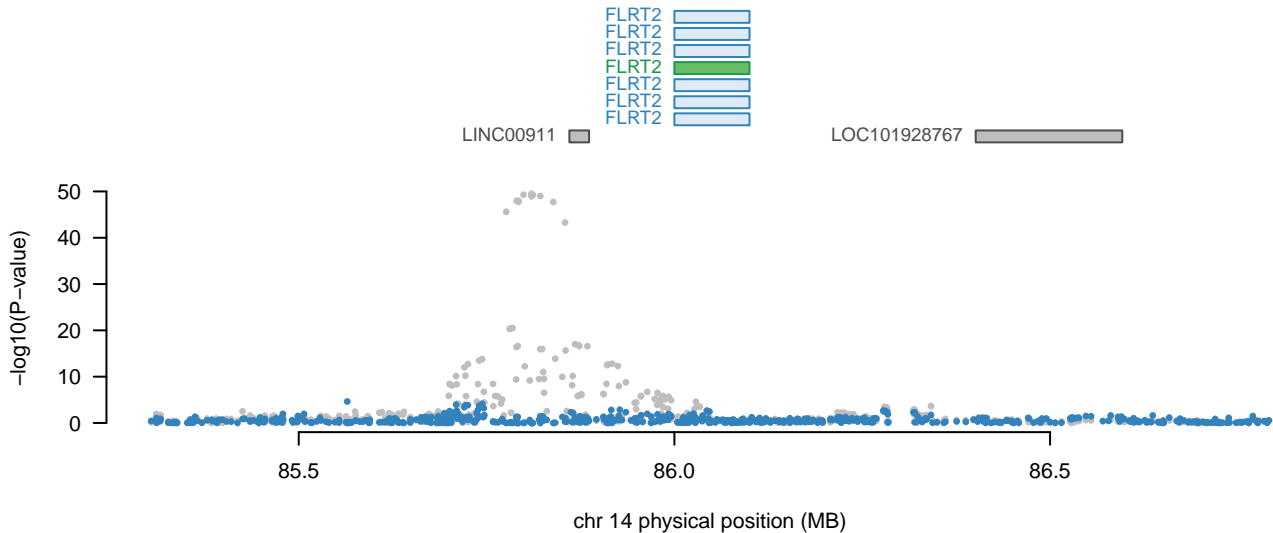 FLRT2
FLRT2
FLRT2
FLRT2
FLRT2
FLRT2
FLRT2
LINC00911 LOC101928767
50
40
30
20
10
0
−log10(P−value)
85.5 86.0 86.5
chr 14 physical position (MB)